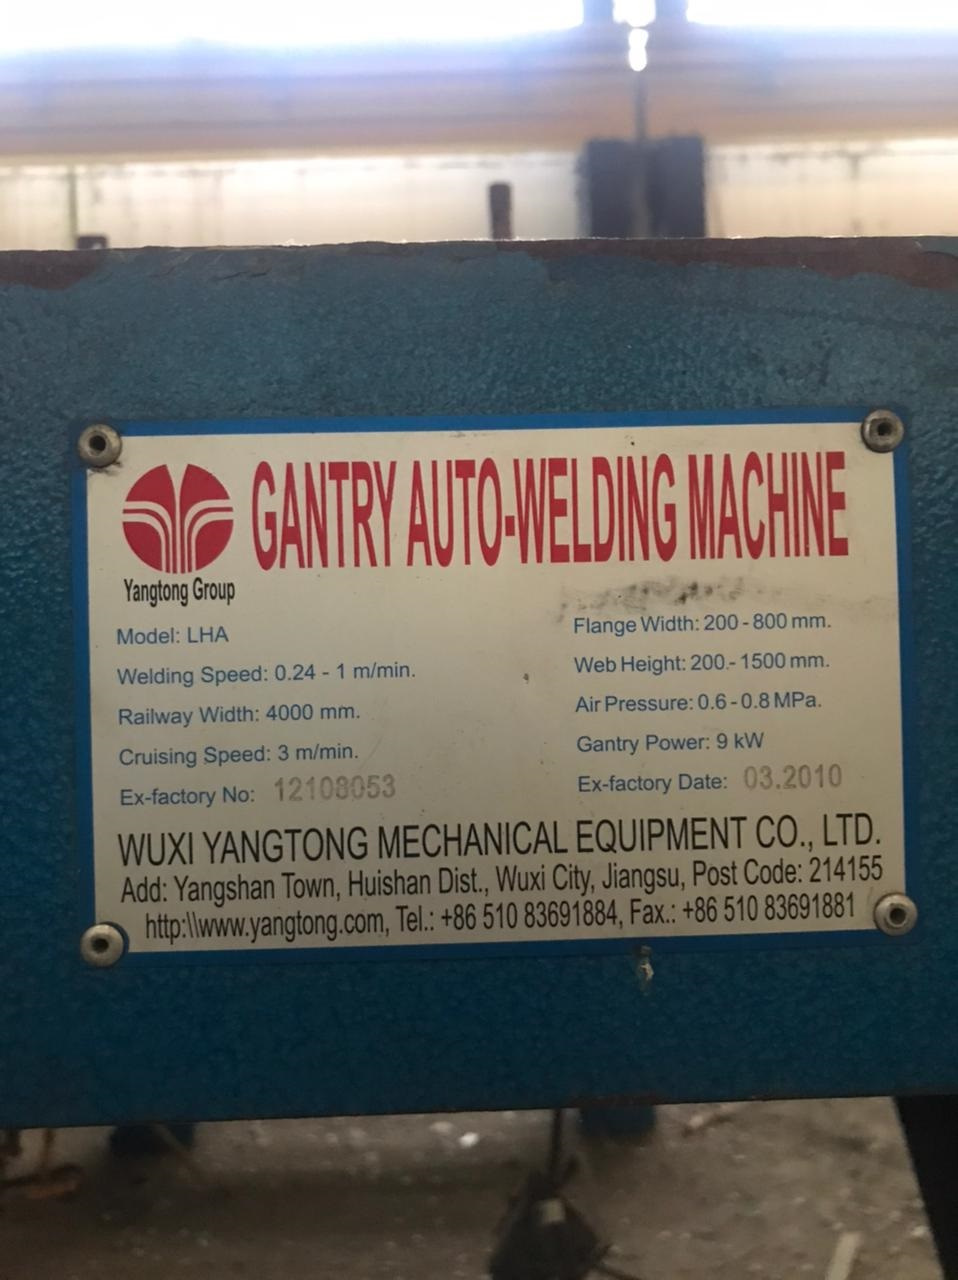 GANTRY AUTO-WELDING MACHINE
Yangtong Group
Model: LHA
Welding Speed: 0.24 - 1 m/min.
Railway Width: 4000 mm.
Cruising Speed: 3 m/min.
Ex-factory No: 12108053
Flange Width: 200 - 800 mm.
Web Height: 200.- 1500 mm.
Air Pressure: 0.6 - 0.8 MPa.
Gantry Power: 9 kW
Ex-factory Date: 03.2010
WUXI YANGTONG MECHANICAL EQUIPMENT CO., LTD.
Add: Yangshan Town, Huishan Dist., Wuxi City, Jiangsu, Post Code: 214155
http:\\www.yangtong.com, Tel.: +86 510 83691884, Fax.: +86 510 83691881